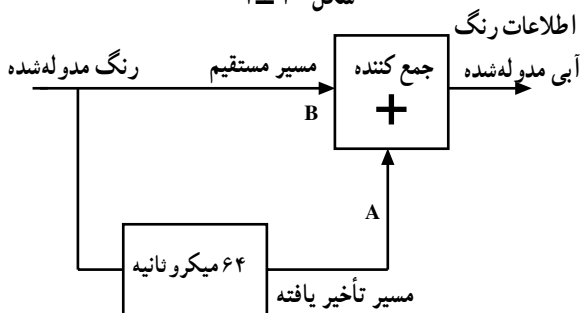 اطلاعات رنگ
آبی مدوله‌شده
جمع کننده
+
مسیر مستقیم
رنگ مدوله‌شده
B
A
۶۴ میکروثانیه
مسیر تأخیر یافته